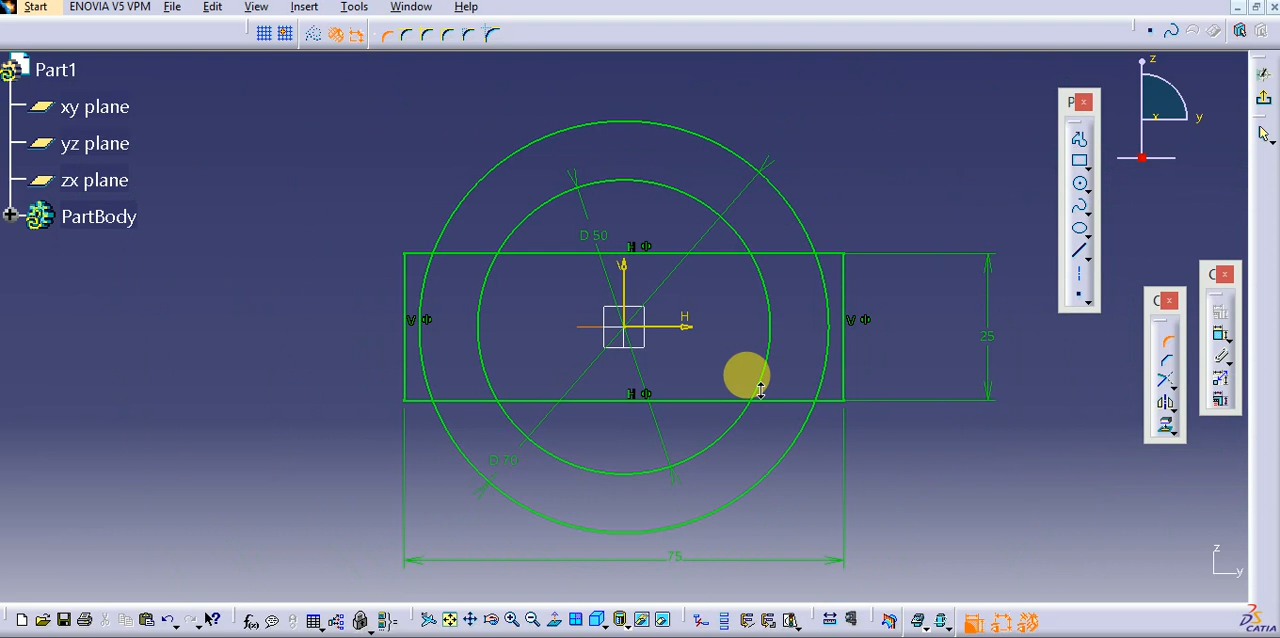 Start ENOVIA V5 VPM File Edit View Insert Tools Window Help
Part1
xy plane
yz plane
zx plane
PartBody
z
x
y
P
C
C
D 50
H
V
H
V
V
25
H
D 70
75
z
y
f(x)
CATIA